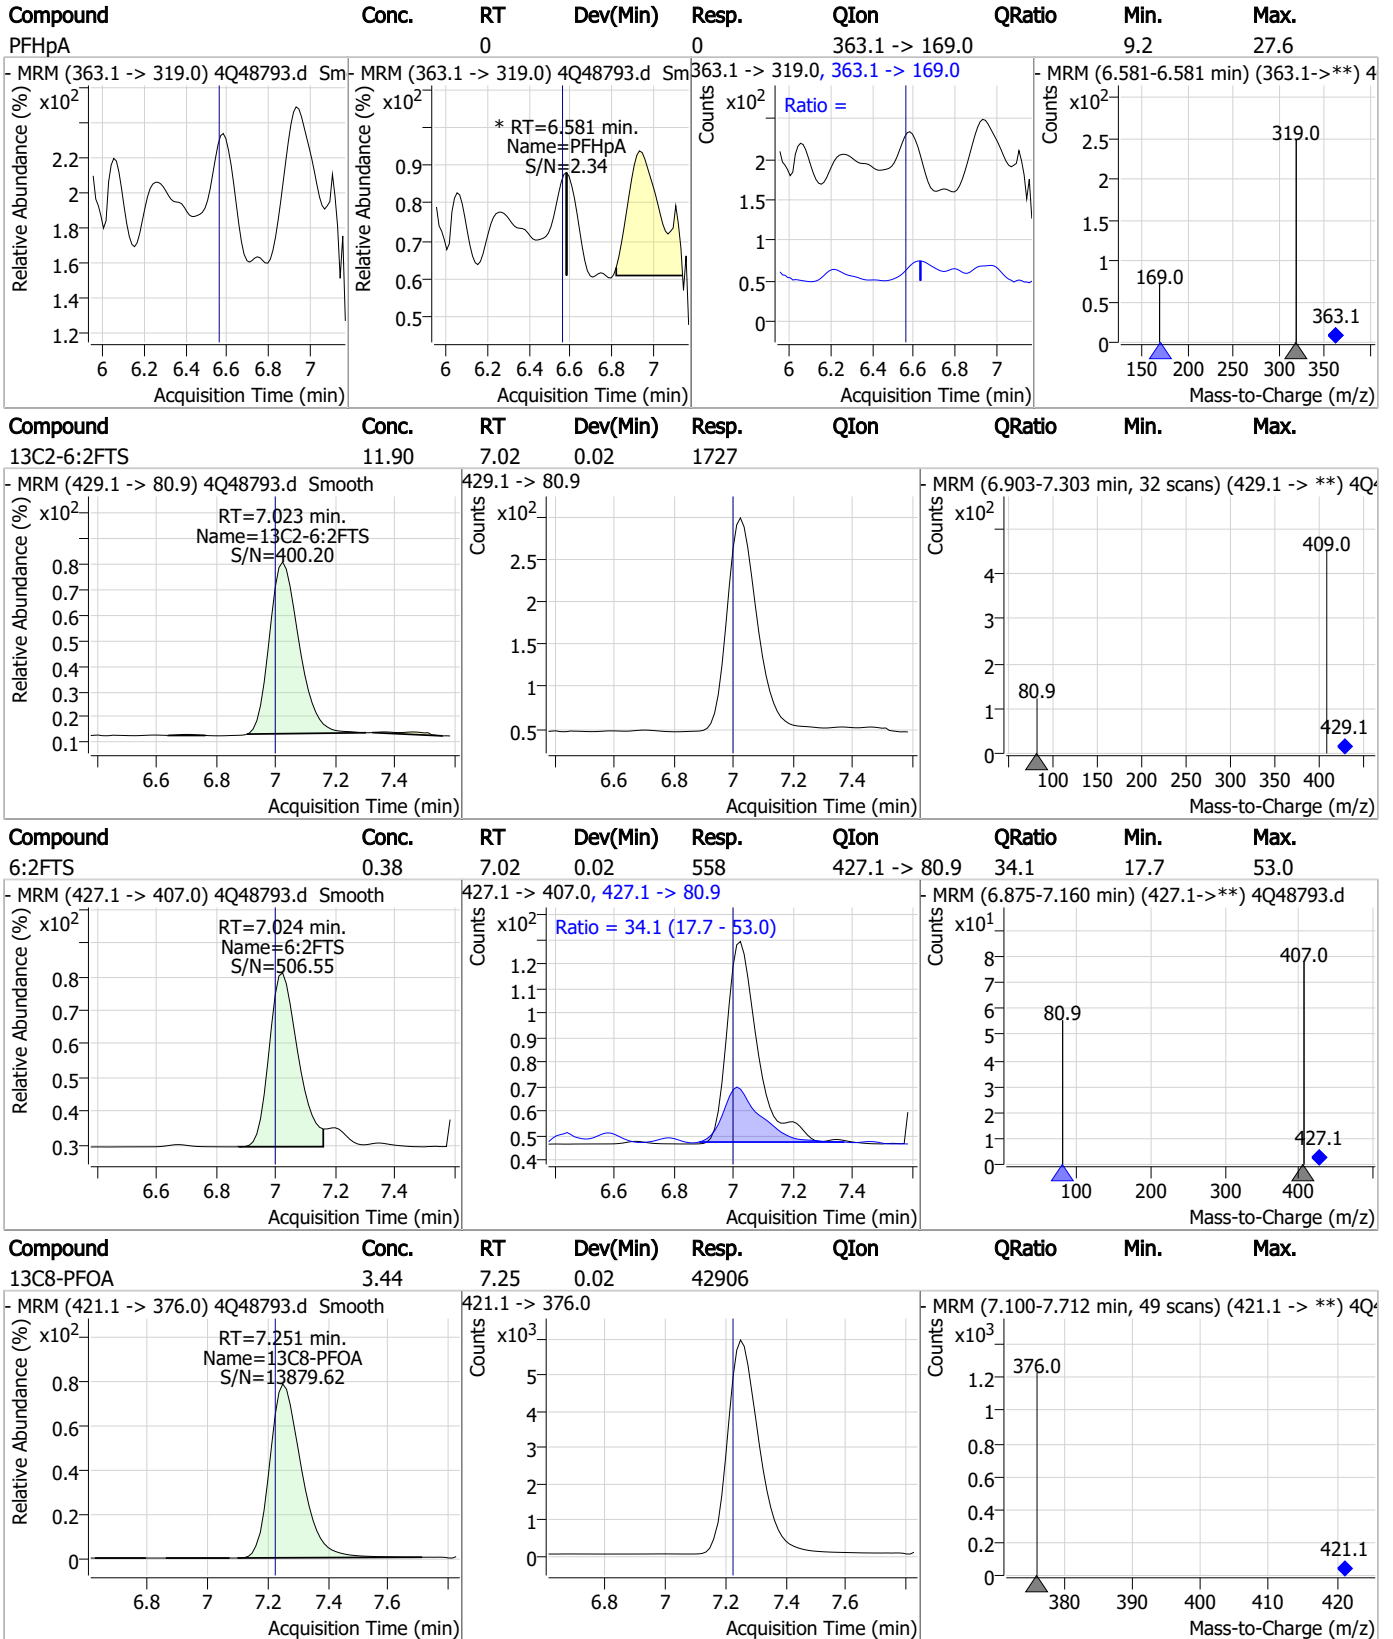 Compound Conc. RT Dev(Min) Resp. QIon QRatio Min. Max.
PFHpA 0 0 363.1 -> 169.0 9.2 27.6
- MRM (363.1 -> 319.0) 4Q48793.d Sm
Relative Abundance (%)
x10²
2.2
2
1.8
1.6
1.4
1.2
6 6.2 6.4 6.6 6.8 7
Acquisition Time (min)
- MRM (363.1 -> 319.0) 4Q48793.d Sm
Relative Abundance (%)
x10²
* RT=6.581 min.
Name=PFHpA
S/N=2.34
0.9
0.8
0.7
0.6
0.5
6 6.2 6.4 6.6 6.8 7
Acquisition Time (min)
363.1 -> 319.0, 363.1 -> 169.0
Counts
x10²
Ratio =
2
1.5
1
0.5
0
6 6.2 6.4 6.6 6.8 7
Acquisition Time (min)
- MRM (6.581-6.581 min) (363.1->**) 4
Counts
x10²
319.0
169.0
363.1
2.5
2
1.5
1
0.5
0
150 200 250 300 350
Mass-to-Charge (m/z)
Compound Conc. RT Dev(Min) Resp. QIon QRatio Min. Max.
13C2-6:2FTS 11.90 7.02 0.02 1727
- MRM (429.1 -> 80.9) 4Q48793.d Smooth
Relative Abundance (%)
x10²
RT=7.023 min.
Name=13C2-6:2FTS
S/N=400.20
0.8
0.7
0.6
0.5
0.4
0.3
0.2
0.1
6.6 6.8 7 7.2 7.4
Acquisition Time (min)
429.1 -> 80.9
Counts
x10²
2.5
2
1.5
1
0.5
6.6 6.8 7 7.2 7.4
Acquisition Time (min)
- MRM (6.903-7.303 min, 32 scans) (429.1 -> **) 4Q4
Counts
x10²
409.0
80.9
429.1
4
3
2
1
0
100 150 200 250 300 350 400
Mass-to-Charge (m/z)
Compound Conc. RT Dev(Min) Resp. QIon QRatio Min. Max.
6:2FTS 0.38 7.02 0.02 558 427.1 -> 80.9 34.1 17.7 53.0
- MRM (427.1 -> 407.0) 4Q48793.d Smooth
Relative Abundance (%)
x10²
RT=7.024 min.
Name=6:2FTS
S/N=506.55
0.8
0.7
0.6
0.5
0.4
0.3
6.6 6.8 7 7.2 7.4
Acquisition Time (min)
427.1 -> 407.0, 427.1 -> 80.9
Counts
x10²
Ratio = 34.1 (17.7 - 53.0)
1.2
1.1
1
0.9
0.8
0.7
0.6
0.5
0.4
6.6 6.8 7 7.2 7.4
Acquisition Time (min)
- MRM (6.875-7.160 min) (427.1->**) 4Q48793.d
Counts
x10¹
407.0
80.9
427.1
8
7
6
5
4
3
2
1
0
100 200 300 400
Mass-to-Charge (m/z)
Compound Conc. RT Dev(Min) Resp. QIon QRatio Min. Max.
13C8-PFOA 3.44 7.25 0.02 42906
- MRM (421.1 -> 376.0) 4Q48793.d Smooth
Relative Abundance (%)
x10²
RT=7.251 min.
Name=13C8-PFOA
S/N=13879.62
0.8
0.6
0.4
0.2
0
6.8 7 7.2 7.4 7.6
Acquisition Time (min)
421.1 -> 376.0
Counts
x10³
5
4
3
2
1
0
6.8 7 7.2 7.4 7.6
Acquisition Time (min)
- MRM (7.100-7.712 min, 49 scans) (421.1 -> **) 4Q4
Counts
x10³
376.0
421.1
1.2
1
0.8
0.6
0.4
0.2
0
380 390 400 410 420
Mass-to-Charge (m/z)